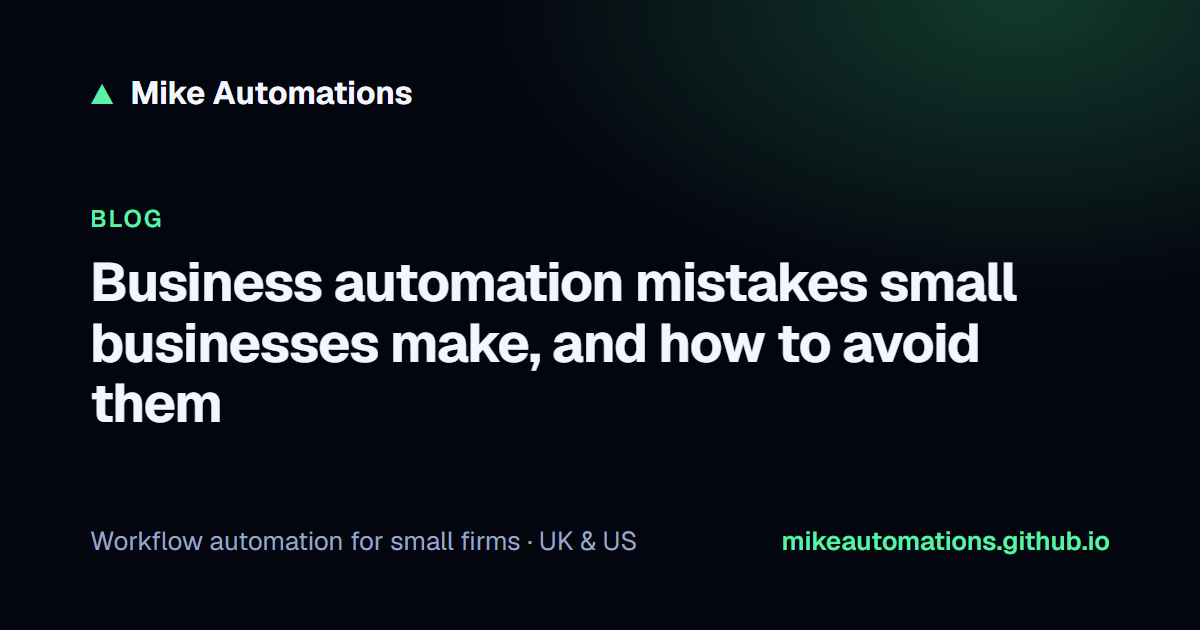 Mike Automations
BLOG
Business automation mistakes small
businesses make, and how to avoid
them
Workflow automation for small firms · UK & US
mikeautomations.github.io